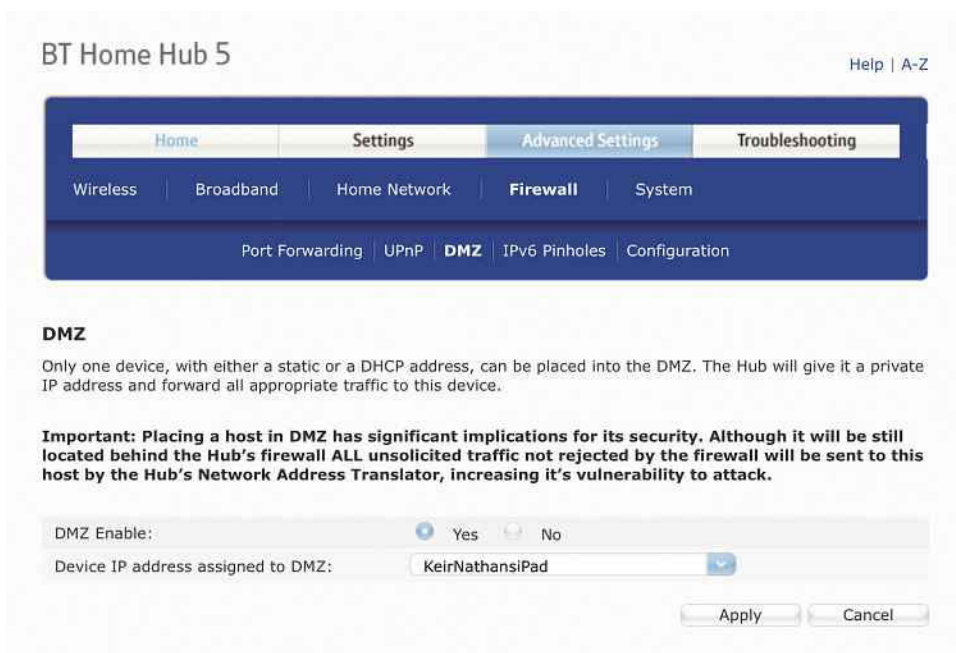 BT Home Hub 5
Help | A-Z
Home Settings Advanced Settings Troubleshooting
Wireless | Broadband | Home Network | Firewall | System
Port Forwarding | UPnP | DMZ | IPv6 Pinholes | Configuration
DMZ
Only one device, with either a static or a DHCP address, can be placed into the DMZ. The Hub will give it a private
IP address and forward all appropriate traffic to this device.
Important: Placing a host in DMZ has significant implications for its security. Although it will be still
located behind the Hub's firewall ALL unsolicited traffic not rejected by the firewall will be sent to this
host by the Hub's Network Address Translator, increasing it's vulnerability to attack.
DMZ Enable: Yes No
Device IP address assigned to DMZ: KeirNathansiPad
Apply Cancel